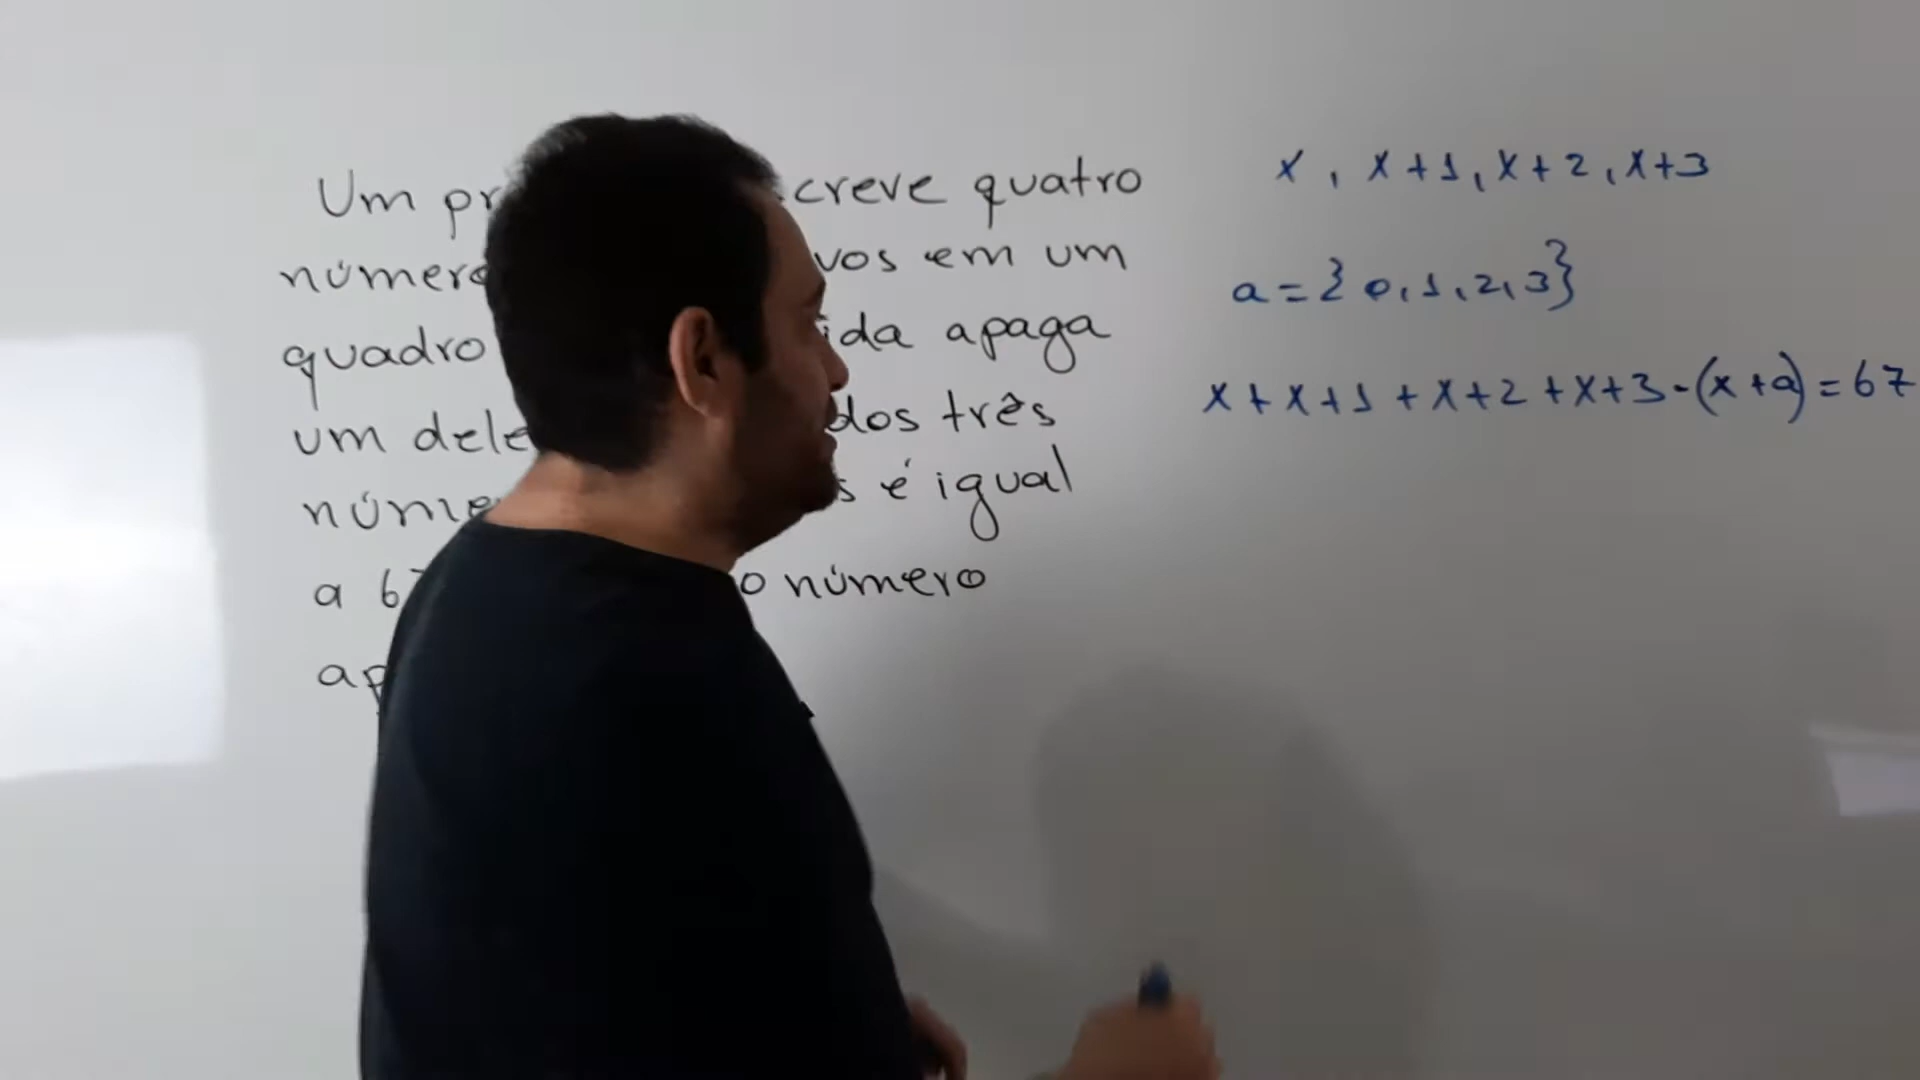 Um pr creve quatro
númer vos em um
quadro ida apaga
um dele dos três
núme s é igual
a 6 o número
ap
x, x+1, x+2, x+3
a={0,1,2,3}
x+x+1+x+2+x+3-(x+a)=67